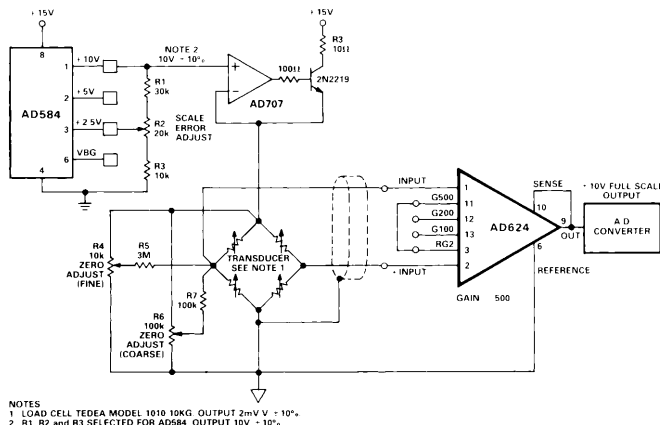 + 15V
8
AD584
1
+ 10V
2
+ 5V
3
+ 2 5V
6
VBG
4
NOTE 2
10V ÷ 10%
R1
30k
R2
20k
SCALE
ERROR
ADJUST
R3
10k
+
−
AD707
100Ω
+ 15V
R3
10Ω
2N2219
R4
10k
ZERO
ADJUST
(FINE)
R5
3M
TRANSDUCER
SEE NOTE 1
R7
100k
R6
100k
ZERO
ADJUST
(COARSE)
INPUT
G500
G200
G100
RG2
INPUT
1
11
12
13
3
2
AD624
SENSE
10
9
OUT
6
REFERENCE
GAIN 500
10V FULL SCALE
OUTPUT
A D
CONVERTER
NOTES
1 LOAD CELL TEDEA MODEL 1010 10KG. OUTPUT 2mV V ÷ 10%.
2 R1 R2 and R3 SELECTED FOR AD584 OUTPUT 10V ÷ 10%